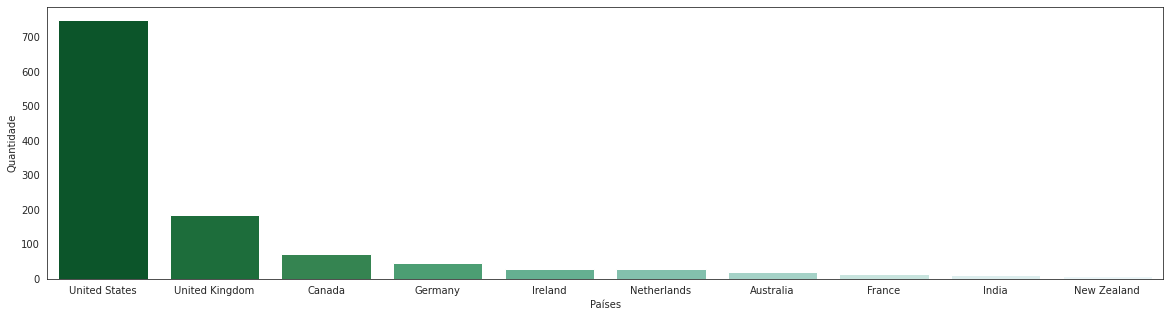 700
600
500
400
300
200
100
0
Quantidade
United States United Kingdom Canada Germany Ireland Netherlands Australia France India New Zealand
Países